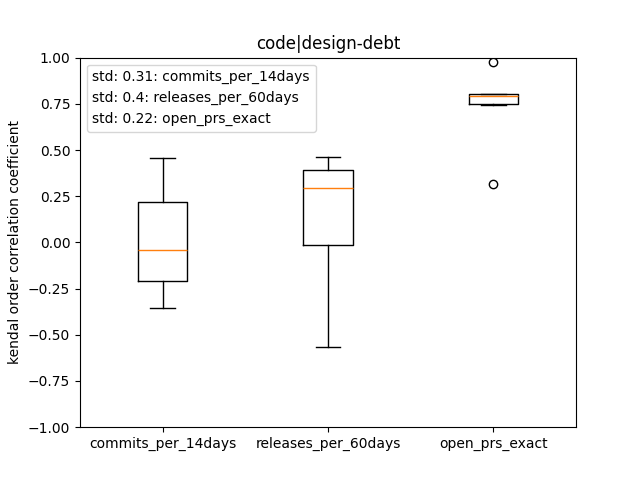 code|design-debt
std: 0.31: commits_per_14days
std: 0.4: releases_per_60days
std: 0.22: open_prs_exact
kendal order correlation coefficient
1.00
0.75
0.50
0.25
0.00
−0.25
−0.50
−0.75
−1.00
commits_per_14days
releases_per_60days
open_prs_exact